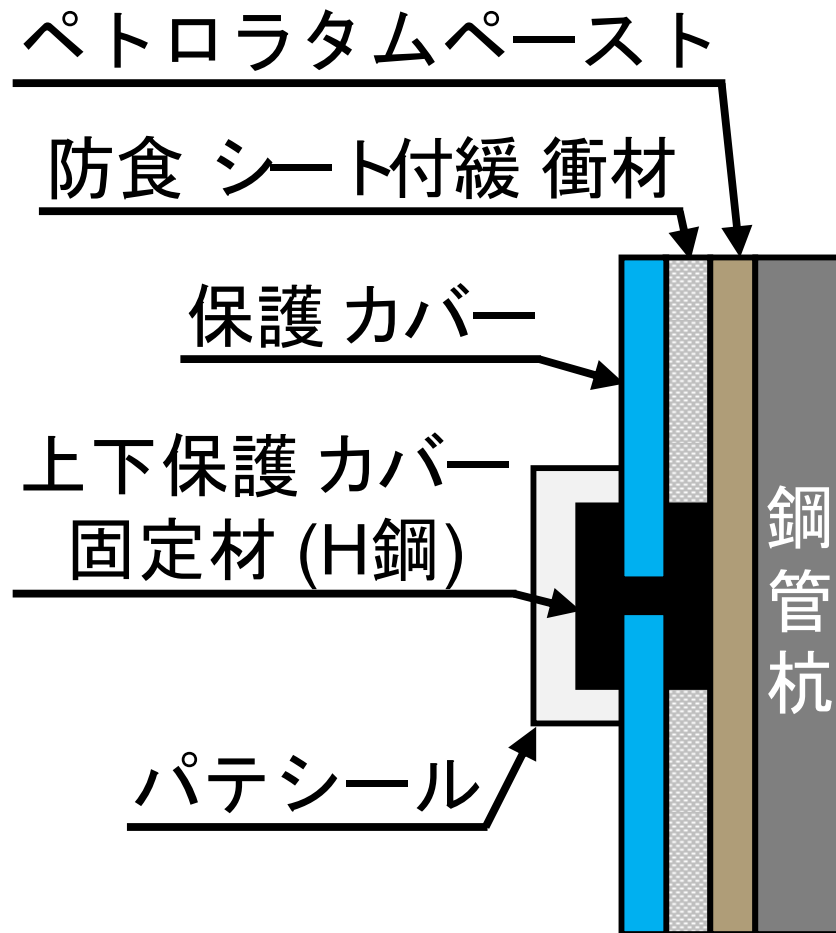 ペトロラタムペースト
防食シート付緩衝材
保護カバー
上下保護カバー
固定材(H鋼)
パテシール
鋼管杭